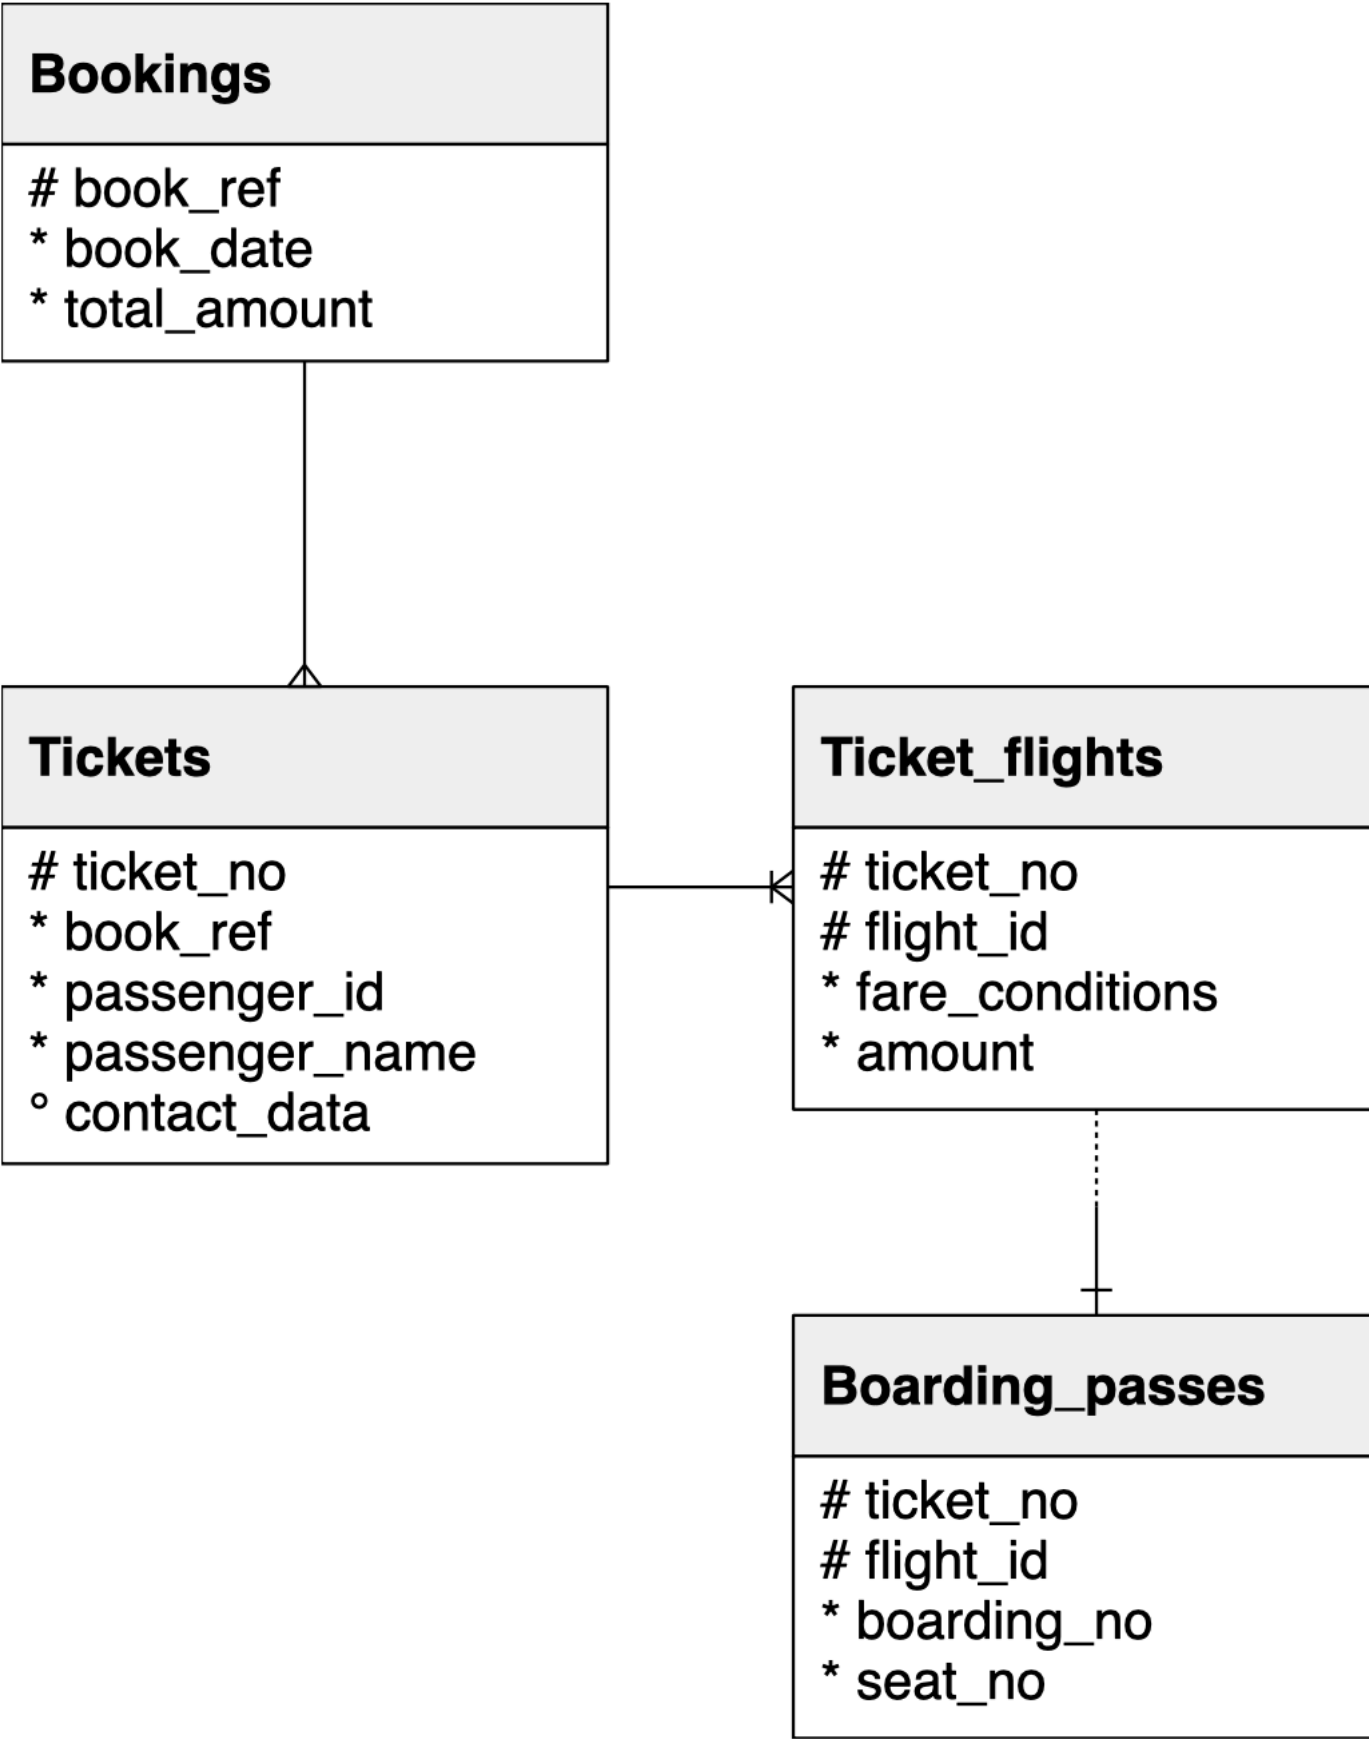 Bookings
# book_ref
* book_date
* total_amount
Tickets
# ticket_no
* book_ref
* passenger_id
* passenger_name
° contact_data
Ticket_flights
# ticket_no
# flight_id
* fare_conditions
* amount
Boarding_passes
# ticket_no
# flight_id
* boarding_no
* seat_no